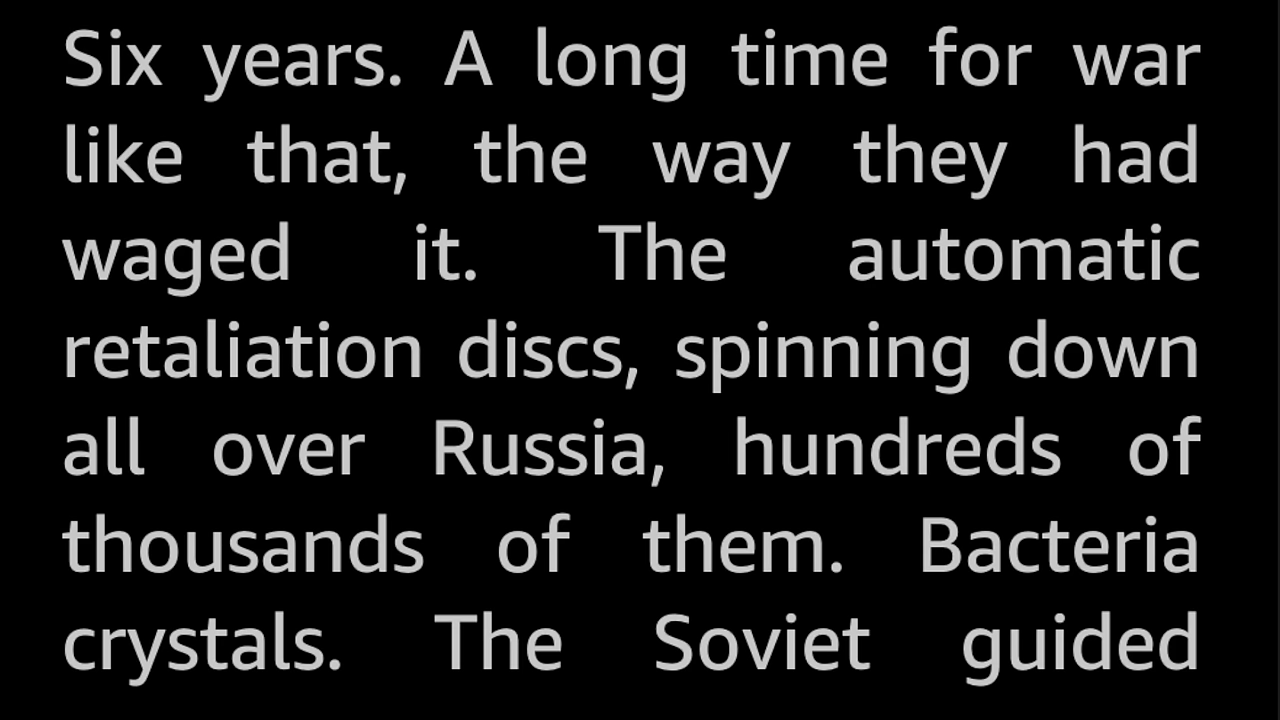 Six years. A long time for war
like that, the way they had
waged it. The automatic
retaliation discs, spinning down
all over Russia, hundreds of
thousands of them. Bacteria
crystals. The Soviet guided